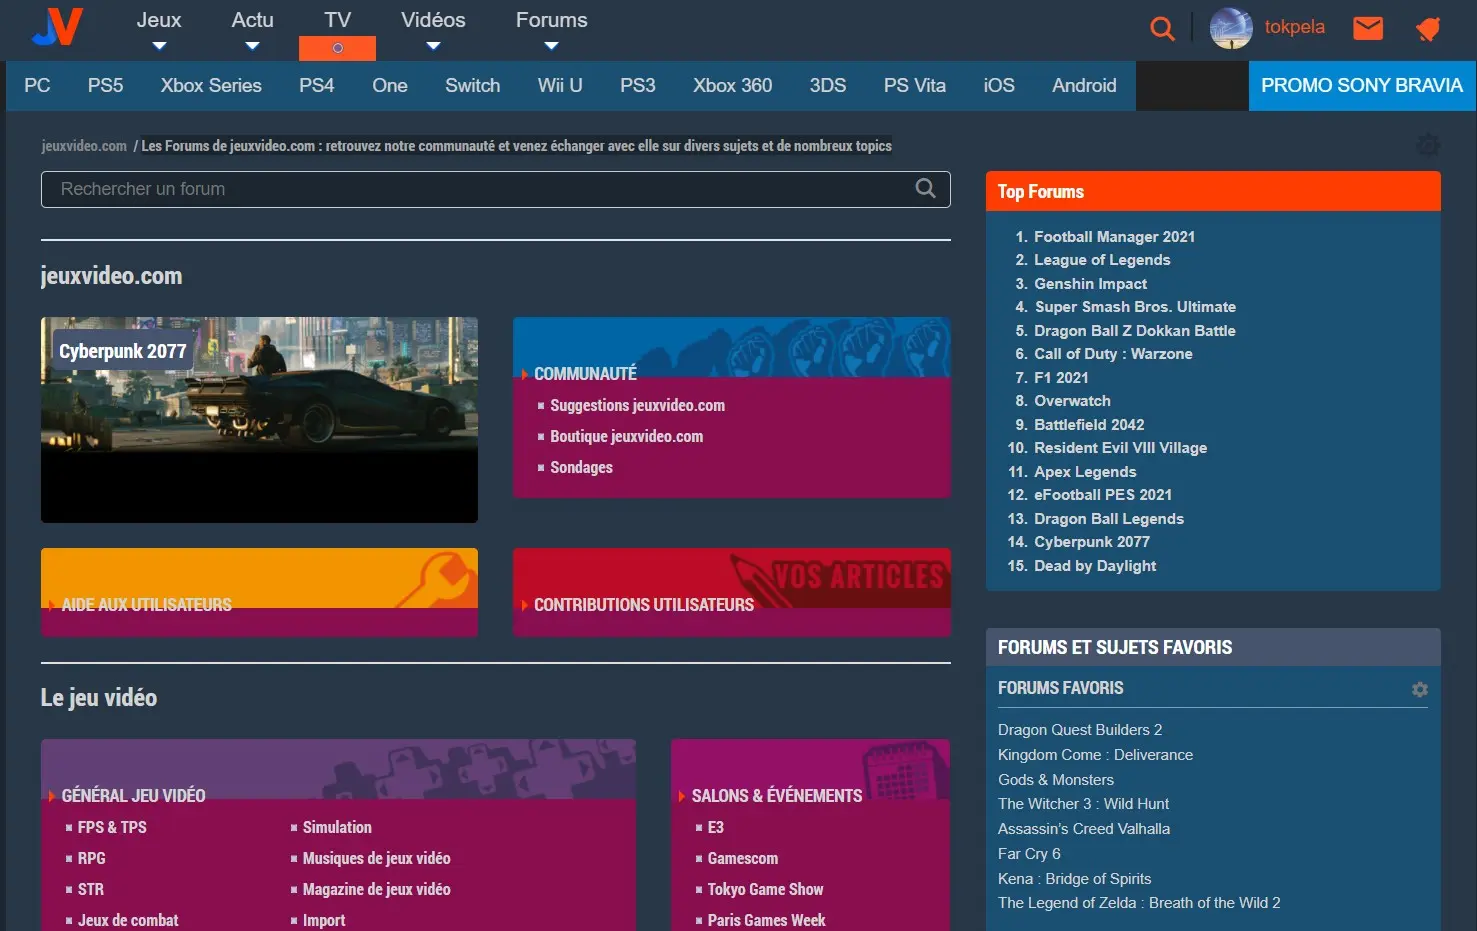 JV
Jeux
Actu
TV
Vidéos
Forums
tokpela
PC
PS5
Xbox Series
PS4
One
Switch
Wii U
PS3
Xbox 360
3DS
PS Vita
iOS
Android
PROMO SONY BRAVIA
jeuxvideo.com / Les Forums de jeuxvideo.com : retrouvez notre communauté et venez échanger avec elle sur divers sujets et de nombreux topics
Rechercher un forum
jeuxvideo.com
Cyberpunk 2077
COMMUNAUTÉ
Suggestions jeuxvideo.com
Boutique jeuxvideo.com
Sondages
AIDE AUX UTILISATEURS
VOS ARTICLES
CONTRIBUTIONS UTILISATEURS
Le jeu vidéo
GÉNÉRAL JEU VIDÉO
FPS & TPS
RPG
STR
Jeux de combat
Simulation
Musiques de jeux vidéo
Magazine de jeux vidéo
Import
SALONS & ÉVÉNEMENTS
E3
Gamescom
Tokyo Game Show
Paris Games Week
Top Forums
1. Football Manager 2021
2. League of Legends
3. Genshin Impact
4. Super Smash Bros. Ultimate
5. Dragon Ball Z Dokkan Battle
6. Call of Duty : Warzone
7. F1 2021
8. Overwatch
9. Battlefield 2042
10. Resident Evil VIII Village
11. Apex Legends
12. eFootball PES 2021
13. Dragon Ball Legends
14. Cyberpunk 2077
15. Dead by Daylight
FORUMS ET SUJETS FAVORIS
FORUMS FAVORIS
Dragon Quest Builders 2
Kingdom Come : Deliverance
Gods & Monsters
The Witcher 3 : Wild Hunt
Assassin's Creed Valhalla
Far Cry 6
Kena : Bridge of Spirits
The Legend of Zelda : Breath of the Wild 2